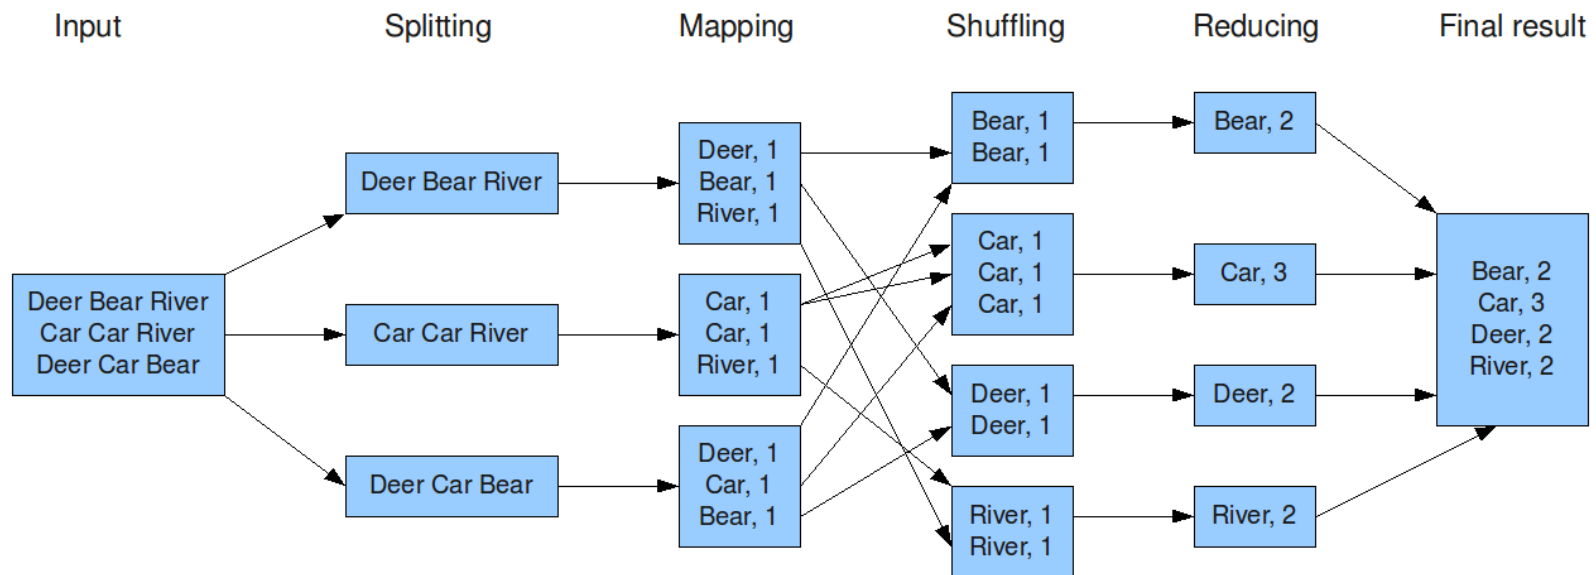 Input
Splitting
Mapping
Shuffling
Reducing
Final result
Deer Bear River
Car Car River
Deer Car Bear
Deer Bear River
Car Car River
Deer Car Bear
Deer, 1
Bear, 1
River, 1
Car, 1
Car, 1
River, 1
Deer, 1
Car, 1
Bear, 1
Bear, 1
Bear, 1
Car, 1
Car, 1
Car, 1
Deer, 1
Deer, 1
River, 1
River, 1
Bear, 2
Car, 3
Deer, 2
River, 2
Bear, 2
Car, 3
Deer, 2
River, 2